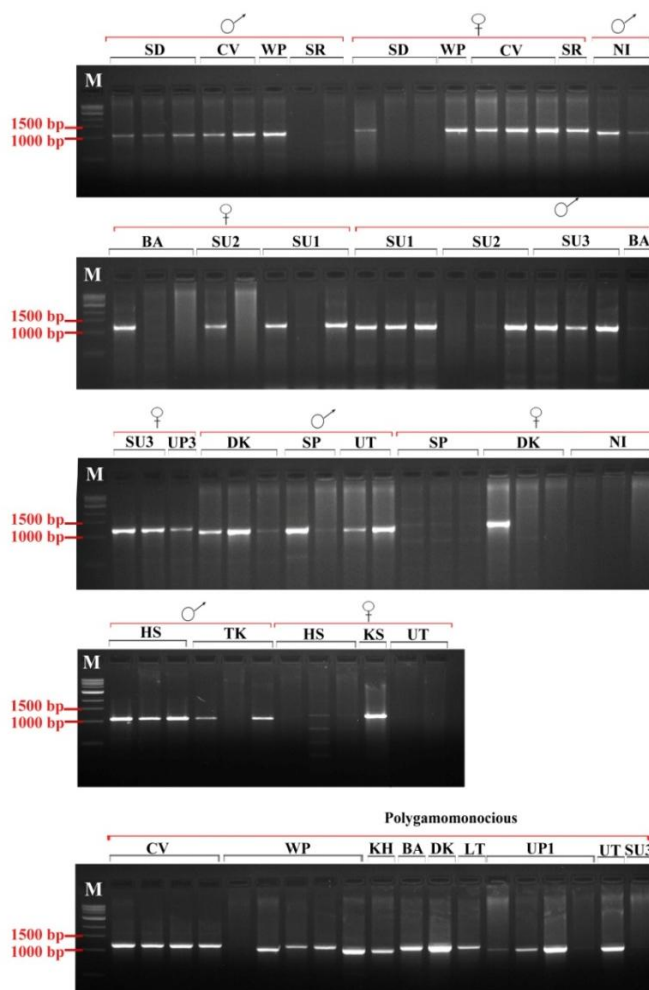 ♂ ♀ ♂
SD CV WP SR SD WP CV SR NI
M
1500 bp
1000 bp
♀ ♂
BA SU2 SU1 SU1 SU2 SU3 BA
M
1500 bp
1000 bp
♀ ♂ ♀
SU3 UP3 DK SP UT SP DK NI
M
1500 bp
1000 bp
♂ ♀
HS TK HS KS UT
M
1500 bp
1000 bp
Polygamomonocious
CV WP KH BA DK LT UP1 UT SU3
M
1500 bp
1000 bp